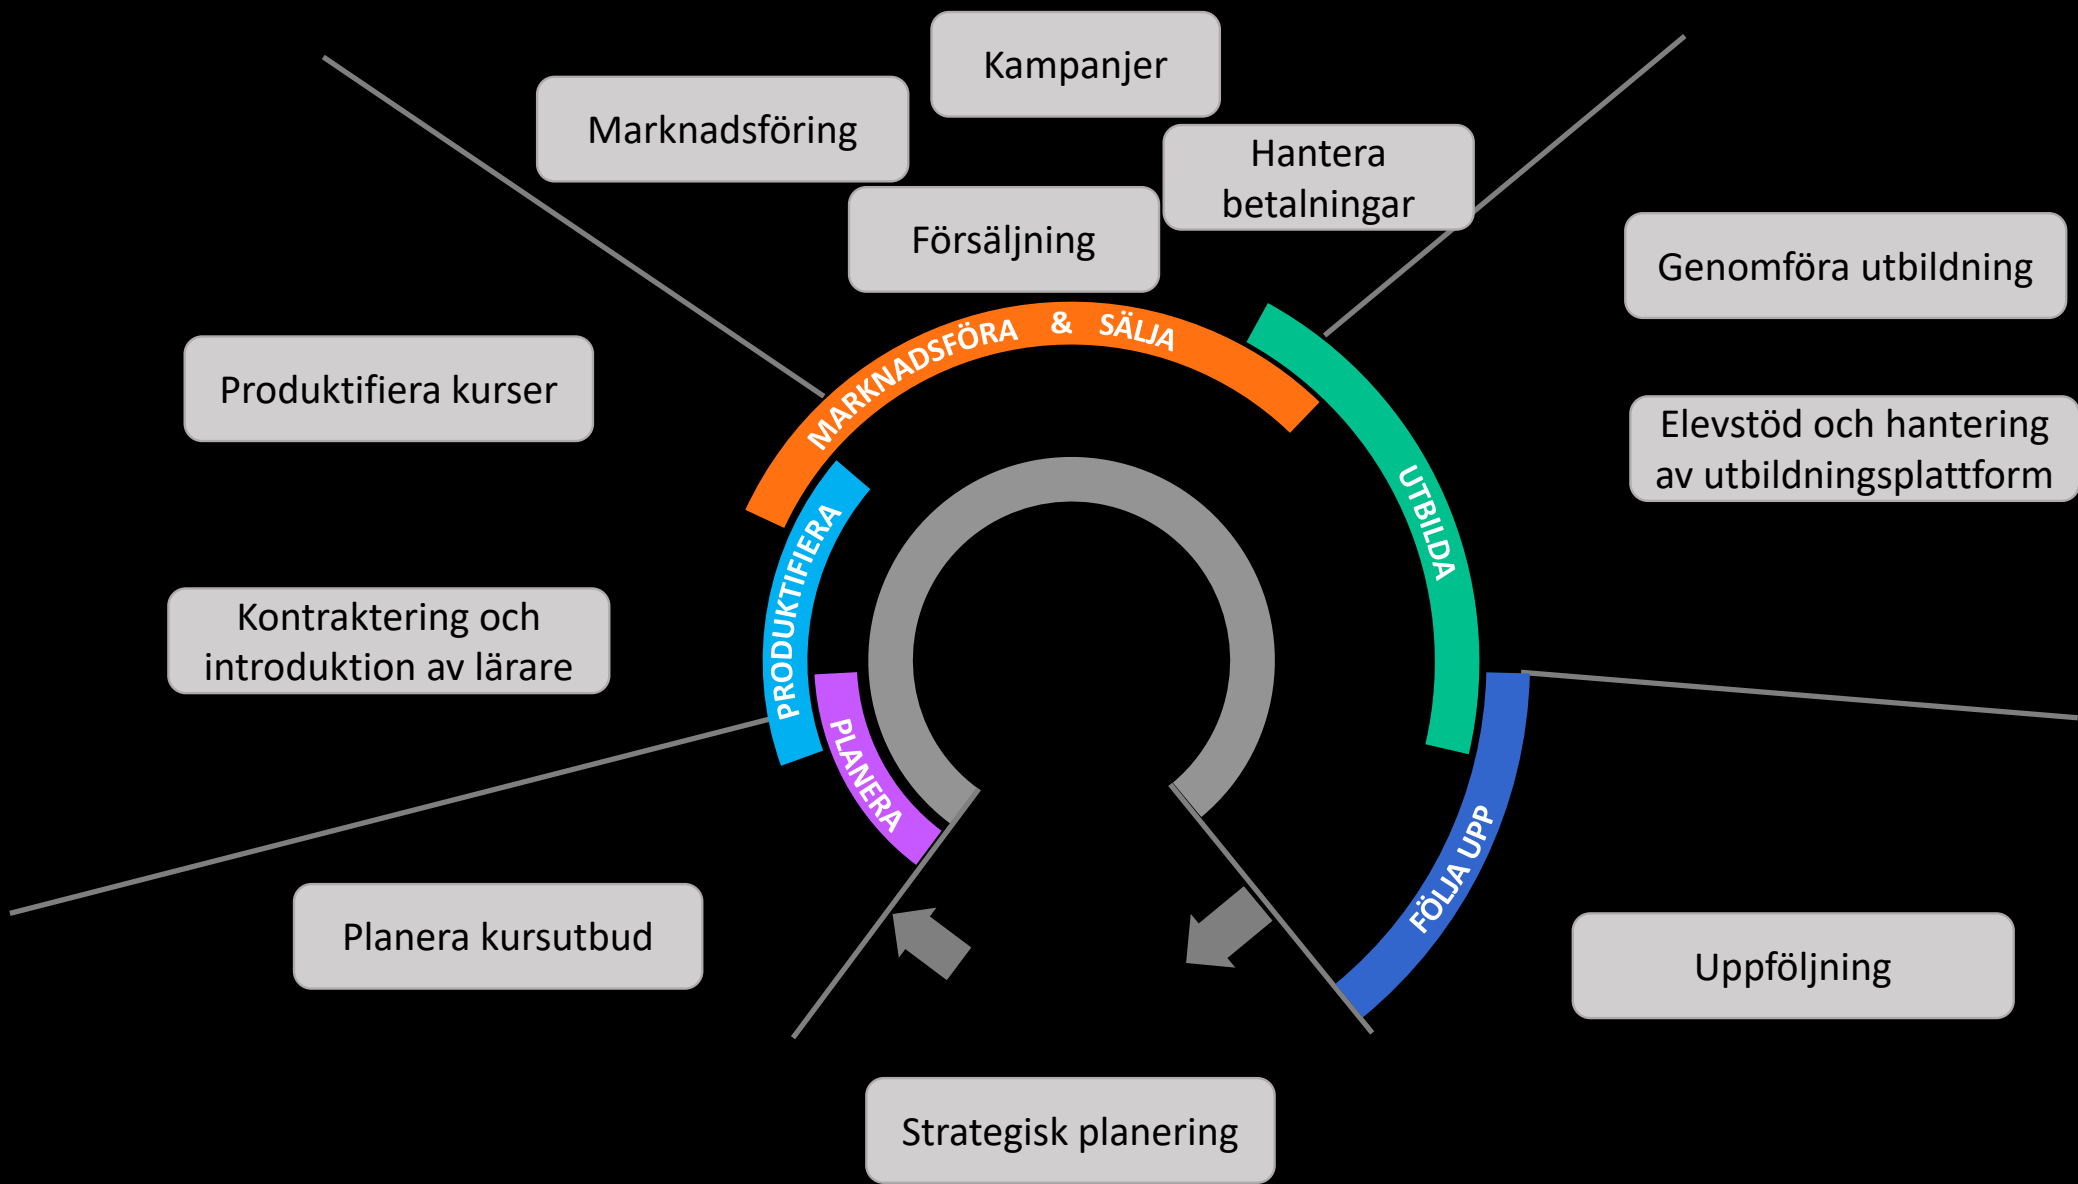 Kampanjer
Marknadsföring
Hantera
betalningar
Försäljning
Genomföra utbildning
MARKNADSFÖRA & SÄLJA
Produktifiera kurser
Elevstöd och hantering
av utbildningsplattform
UTBILDA
PRODUKTIFIERA
Kontraktering och
introduktion av lärare
PLANERA
FÖLJA UPP
Planera kursutbud
Uppföljning
Strategisk planering